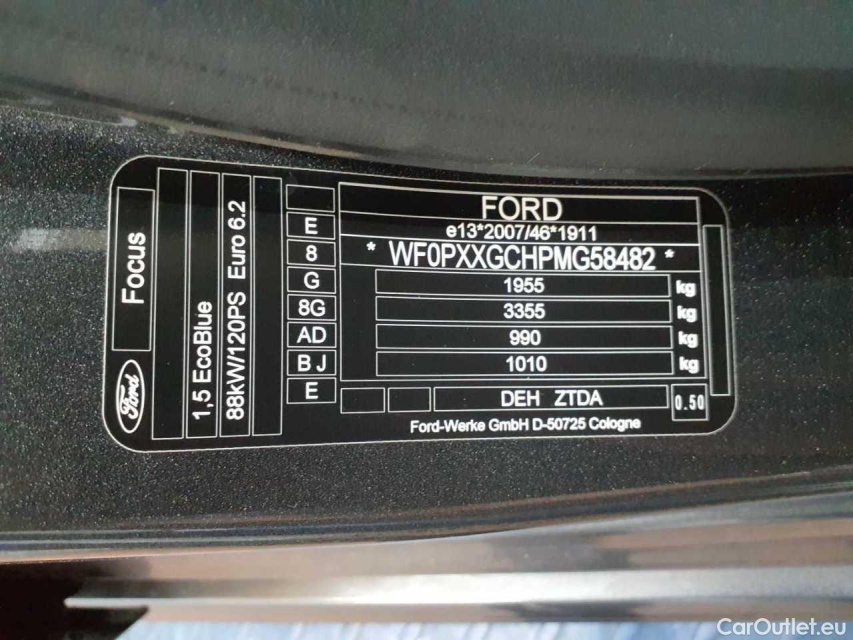 Focus
Ford
1,5 EcoBlue
88kW/120PS Euro 6.2
E
8
G
8G
AD
B J
E
FORD
e13*2007/46*1911
* WF0PXXGCHPMG58482 *
1955 kg
3355 kg
990 kg
1010 kg
DEH ZTDA
0.50
Ford-Werke GmbH D-50725 Cologne
CarOutlet.eu